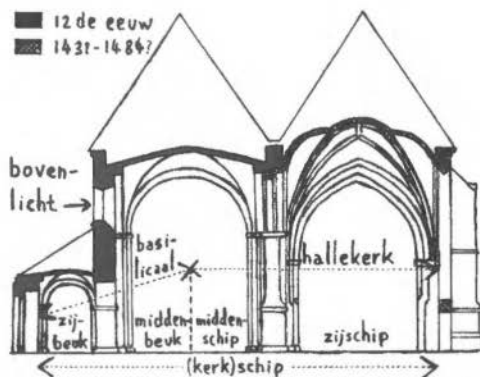 12 de eeuw
1431-1484?
boven-
licht
basi-
licaal
hallekerk
zij-
beuk
midden-
beuk
midden-
schip
zijschip
(kerk)schip